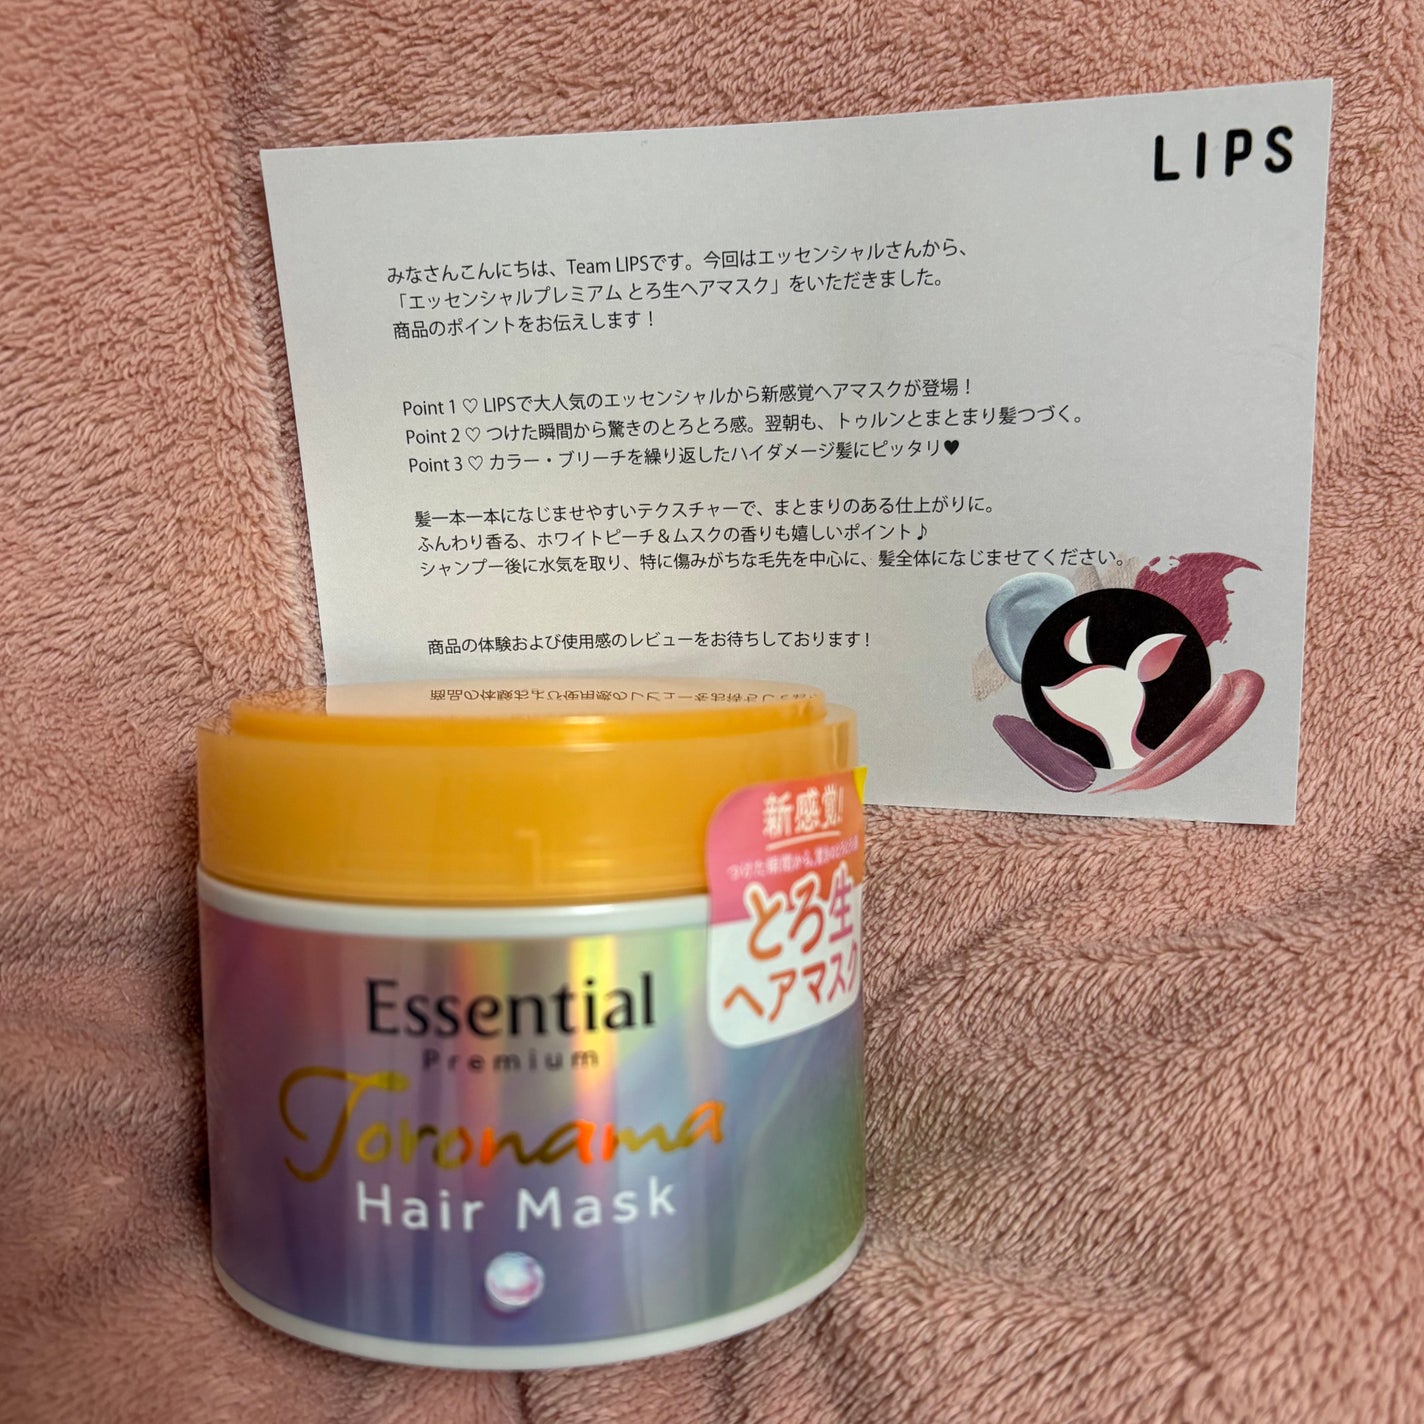 LIPS
みなさんこんにちは、Team LIPSです。今回はエッセンシャルさんから、
「エッセンシャルプレミアム とろ生ヘアマスク」をいただきました。
商品のポイントをお伝えします！
Point 1 ♡ LIPSで大人気のエッセンシャルから新感覚ヘアマスクが登場！
Point 2 ♡ つけた瞬間から驚きのとろとろ感。翌朝も、トゥルンとまとまり髪つづく。
Point 3 ♡ カラー・ブリーチを繰り返したハイダメージ髪にピッタリ♥
髪一本一本になじませやすいテクスチャーで、まとまりのある仕上がりに。
ふんわり香る、ホワイトピーチ＆ムスクの香りも嬉しいポイント♪
シャンプー後に水気を取り、特に傷みがちな毛先を中心に、髪全体になじませてください。
商品の体験および使用感のレビューをお待ちしております！
新感覚！
つけた瞬間から、驚きのとろとろ感
とろ生
ヘアマスク
Essential
Premium
Toronama
Hair Mask